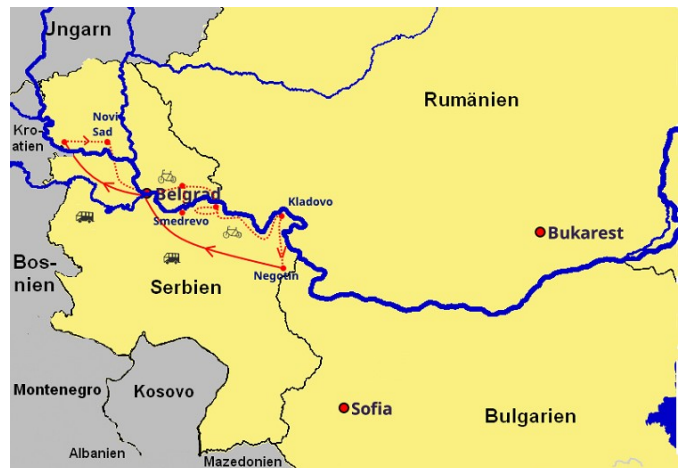 Ungarn
Rumänien
Novi
Sad
Kro-
atien
Belgrad
Kladovo
Smedrevo
Bukarest
Bos-
nien
Negotin
Serbien
Montenegro
Kosovo
Sofia
Bulgarien
Albanien
Mazedonien